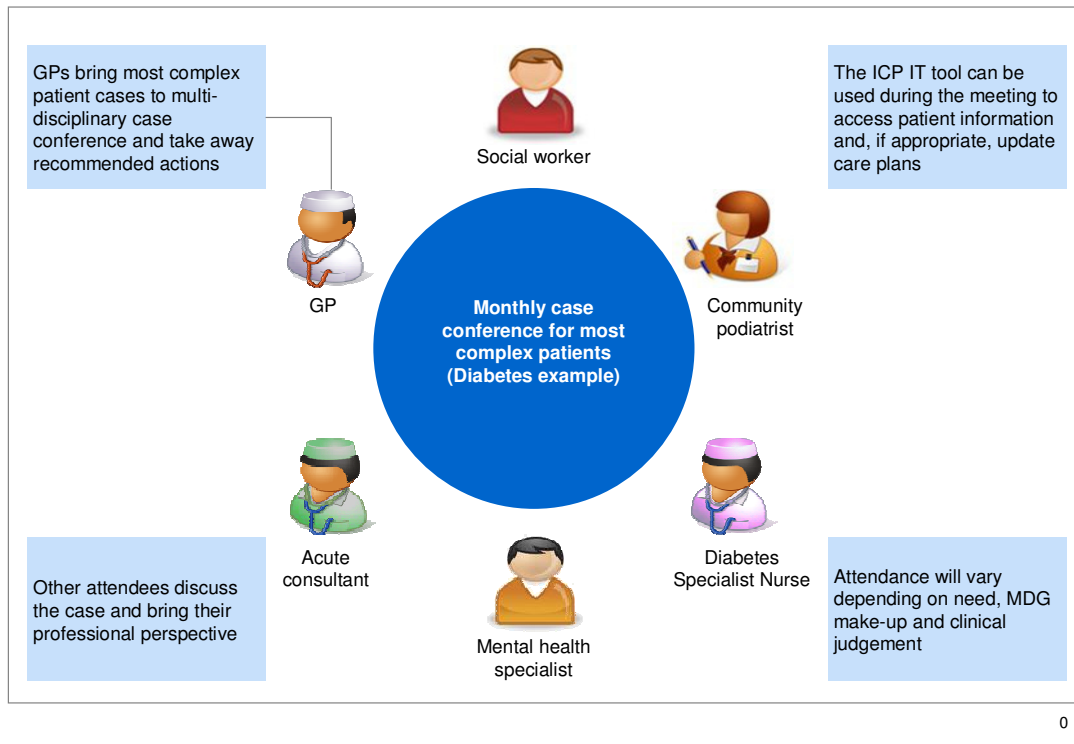 GPs bring most complex
patient cases to multi-
disciplinary case
conference and take away
recommended actions
Social worker
The ICP IT tool can be
used during the meeting to
access patient information
and, if appropriate, update
care plans
GP
Monthly case
conference for most
complex patients
(Diabetes example)
Community
podiatrist
Other attendees discuss
the case and bring their
professional perspective
Acute
consultant
Mental health
specialist
Diabetes
Specialist Nurse
Attendance will vary
depending on need, MDG
make-up and clinical
judgement
0